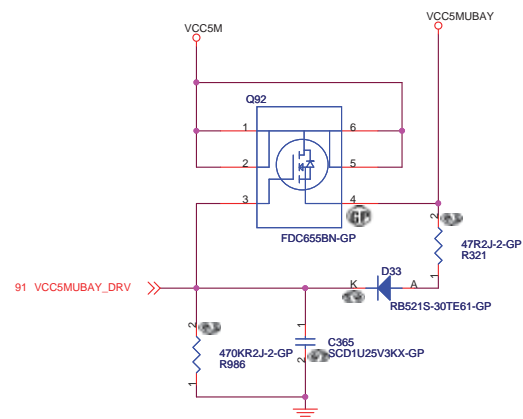 VCC5M
VCC5MUBAY
Q92
1
6
2
5
3
4
GP
FDC655BN-GP
2
47R2J-2-GP
R321
1
D33
91 VCC5MUBAY_DRV
K
A
RB521S-30TE61-GP
2
470KR2J-2-GP
R986
1
1
C365
SCD1U25V3KX-GP
2